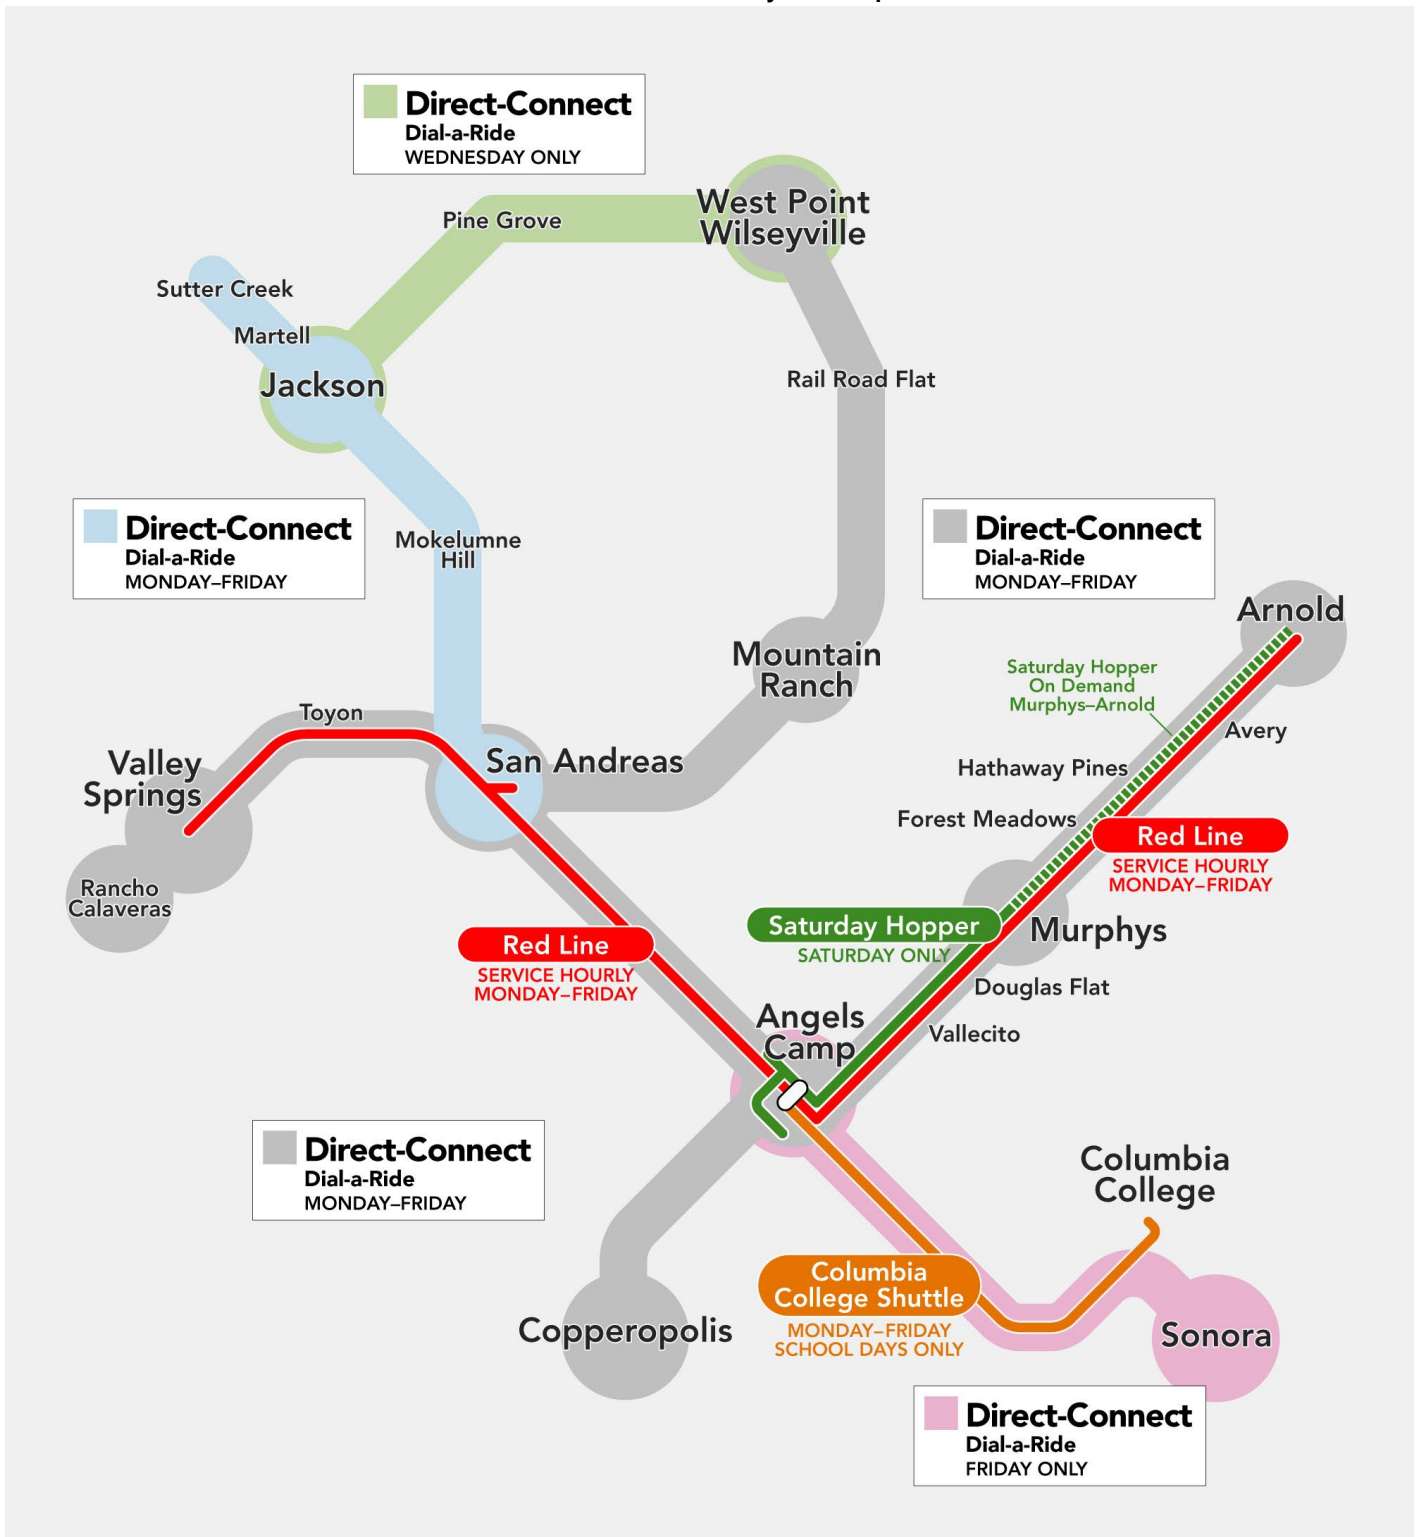 Direct-Connect
Dial-a-Ride
WEDNESDAY ONLY
West Point
Wilseyville
Pine Grove
Sutter Creek
Martell
Jackson
Rail Road Flat
Direct-Connect
Dial-a-Ride
MONDAY–FRIDAY
Mokelumne
Hill
Direct-Connect
Dial-a-Ride
MONDAY–FRIDAY
Arnold
Mountain
Ranch
Saturday Hopper
On Demand
Murphys–Arnold
Toyon
Avery
Valley
Springs
San Andreas
Hathaway Pines
Forest Meadows
Red Line
SERVICE HOURLY
MONDAY–FRIDAY
Rancho
Calaveras
Saturday Hopper
SATURDAY ONLY
Murphys
Red Line
SERVICE HOURLY
MONDAY–FRIDAY
Douglas Flat
Vallecito
Angels
Camp
Direct-Connect
Dial-a-Ride
MONDAY–FRIDAY
Columbia
College
Columbia
College Shuttle
MONDAY–FRIDAY
SCHOOL DAYS ONLY
Copperopolis
Sonora
Direct-Connect
Dial-a-Ride
FRIDAY ONLY